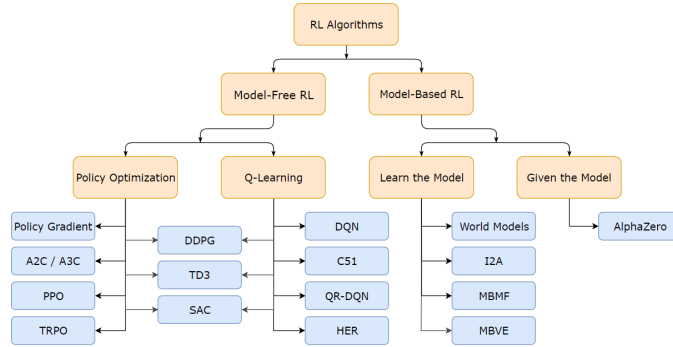 RL Algorithms
Model-Free RL
Model-Based RL
Policy Optimization
Q-Learning
Learn the Model
Given the Model
Policy Gradient
DQN
World Models
AlphaZero
DDPG
A2C / A3C
C51
I2A
TD3
PPO
QR-DQN
MBMF
SAC
TRPO
HER
MBVE